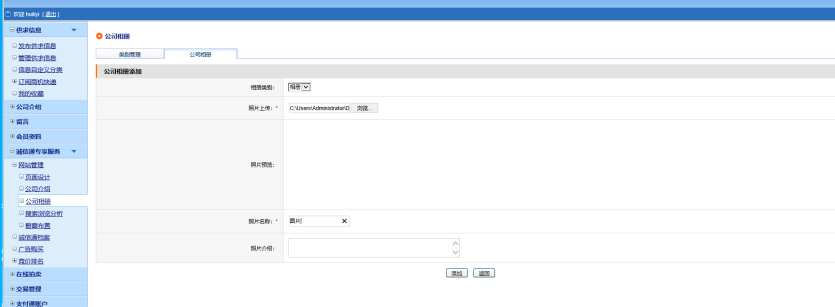 欢迎 huitiyi [退出]
供求信息
发布供求信息
管理供求信息
信息自定义分类
订阅商机快递
我的收藏
公司介绍
留言
会员资料
诚信通专享服务
网站管理
页面设计
公司介绍
公司相册
搜索浏览分析
橱窗布置
诚信通档案
广告购买
竞价排名
在线拍卖
交易管理
支付通账户
公司相册
类别管理
公司相册
公司相册添加
相册类别:
相册
照片上传: *
C:\Users\Administrator\D
浏览...
照片预览:
照片名称: *
图片
照片介绍:
添加
返回